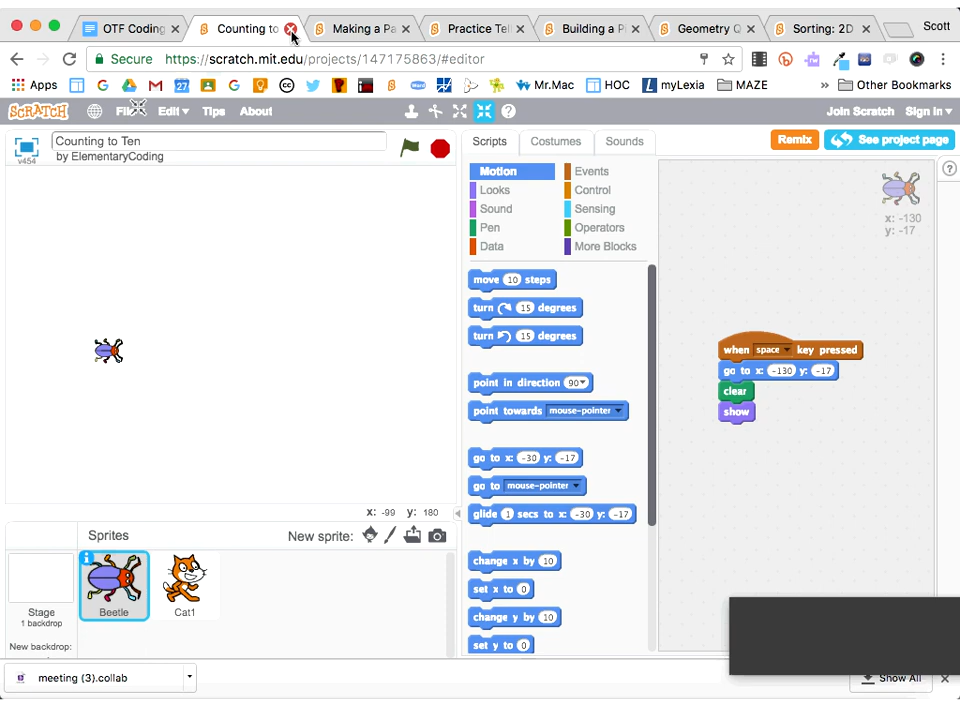 OTF Coding
Counting to
Making a Pa
Practice Tell
Building a Pi
Geometry Q
Sorting: 2D
Scott
Secure
https://scratch.mit.edu/projects/147175863/#editor
Apps
Mr.Mac
HOC
myLexia
MAZE
» Other Bookmarks
SCRATCH
File
Edit
Tips
About
Join Scratch
Sign in
v454
Counting to Ten
by ElementaryCoding
Scripts
Costumes
Sounds
Remix
See project page
Motion
Events
Looks
Control
Sound
Sensing
Pen
Operators
Data
More Blocks
x: -130
y: -17
move 10 steps
turn 15 degrees
turn 15 degrees
point in direction 90
point towards mouse-pointer
go to x: -30 y: -17
go to mouse-pointer
glide 1 secs to x: -30 y: -17
change x by 10
set x to 0
change y by 10
set y to 0
when space key pressed
go to x: -130 y: -17
clear
show
x: -99 y: 180
Sprites
New sprite:
Stage
1 backdrop
New backdrop:
Beetle
Cat1
meeting (3).collab
Show All